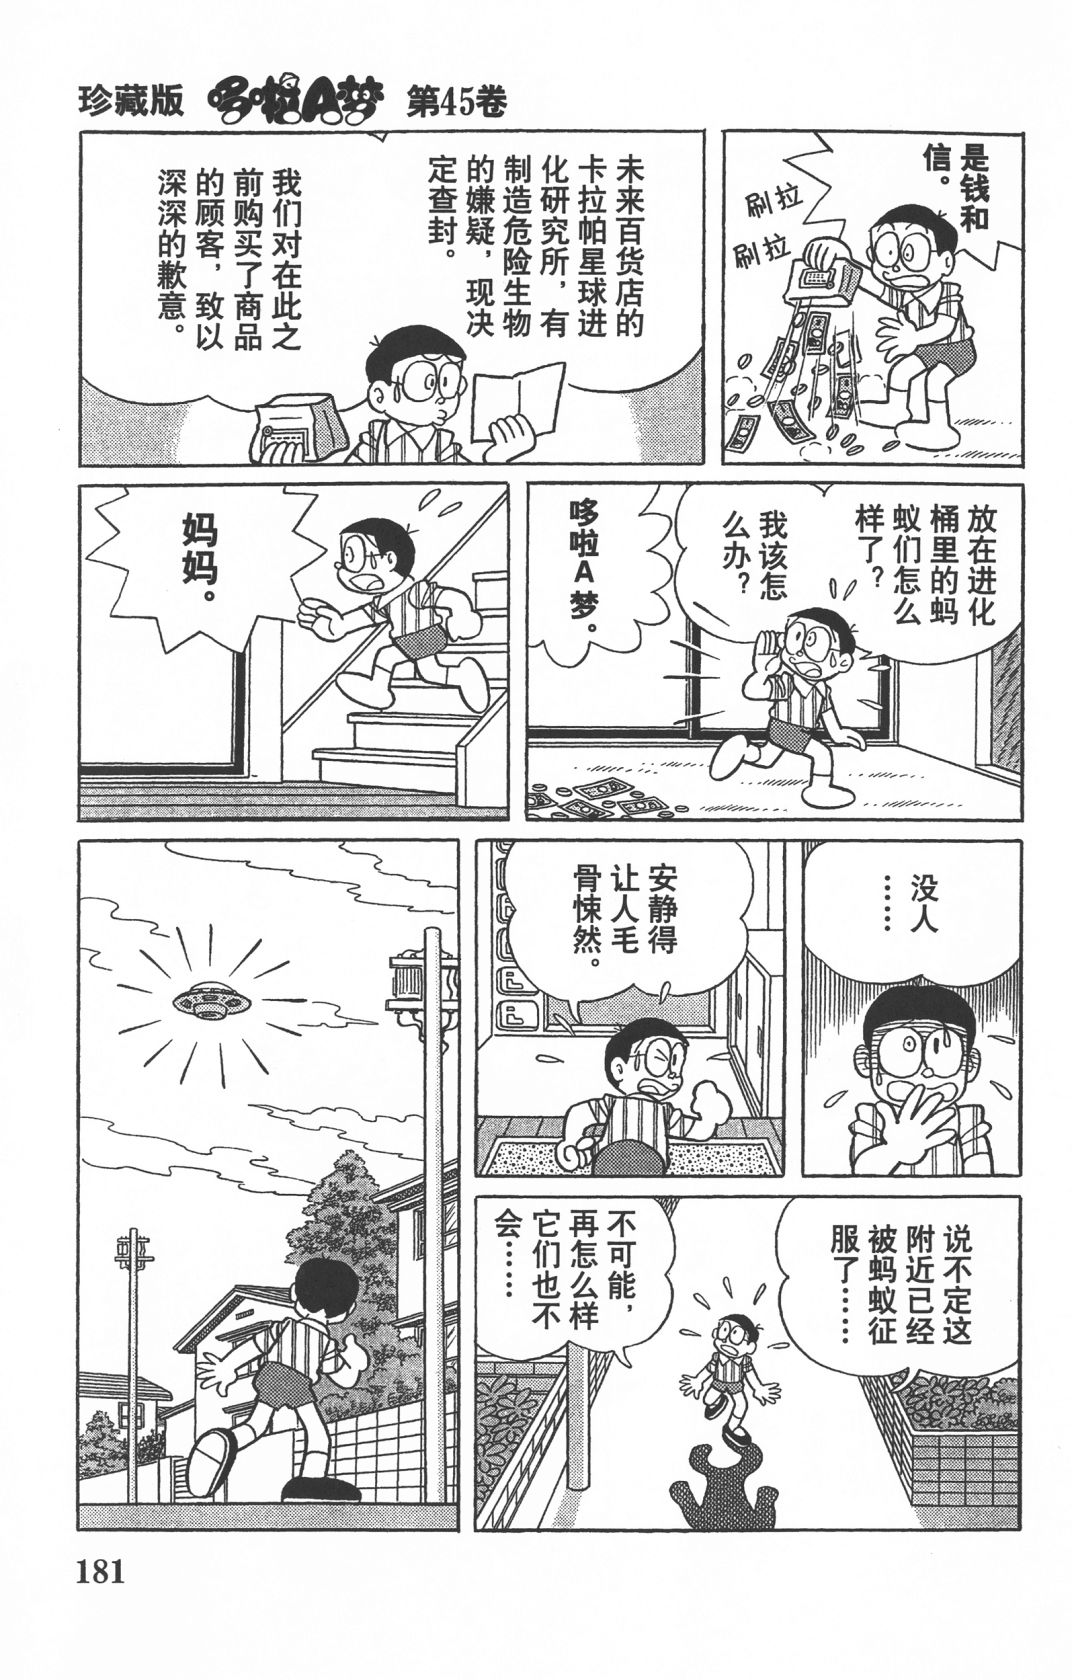 珍藏版 哆啦A梦 第45卷
是钱和
信。
刷拉
刷拉
未来百货店的
卡拉帕星球进
化研究所，有
制造危险生物
的嫌疑，现决
定查封。
我们对在此之
前购买了商品
的顾客，致以
深深的歉意。
放在进化
桶里的蚂
蚁们怎么
样了？
我该怎
么办？
哆啦A梦。
妈妈。
没人
……
安静得
让人毛
骨悚然。
说不定这
附近已经
被蚂蚁征
服了……
不可能，
再怎么样
它们也不
会……
181